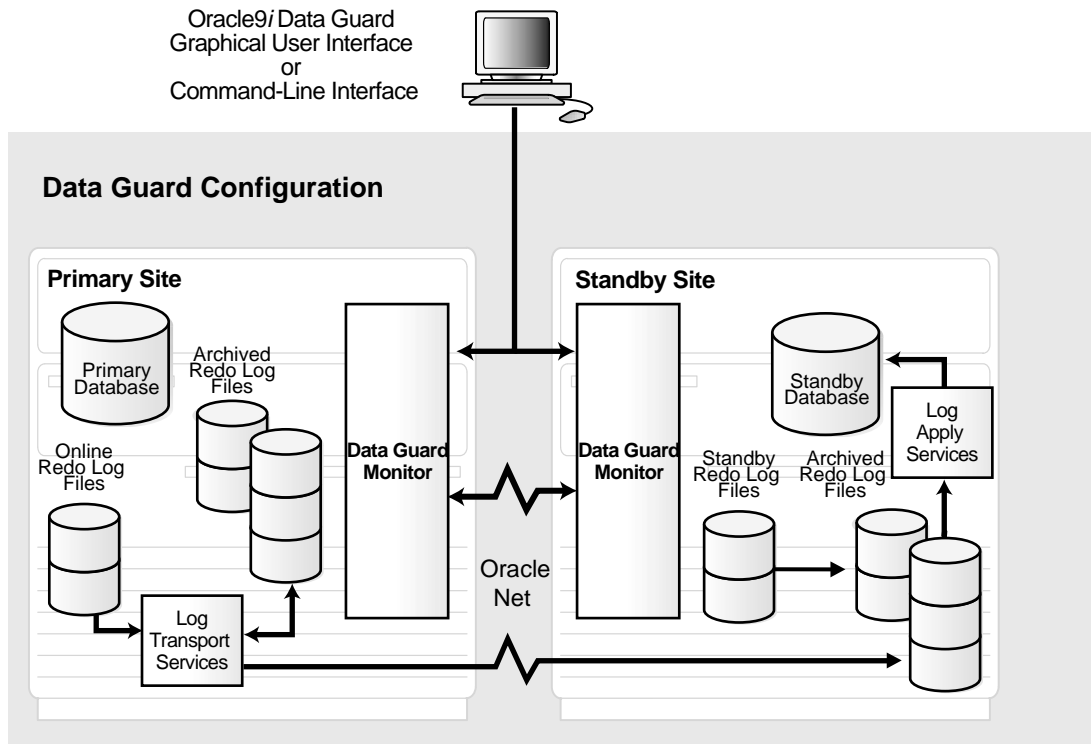 Oracle9i Data Guard
Graphical User Interface
or
Command-Line Interface
Data Guard Configuration
Primary Site
Primary
Database
Archived
Redo Log
Files
Online
Redo Log
Files
Data Guard
Monitor
Log
Transport
Services
Oracle
Net
Standby Site
Data Guard
Monitor
Standby
Database
Log
Apply
Services
Standby
Redo Log
Files
Archived
Redo Log
Files